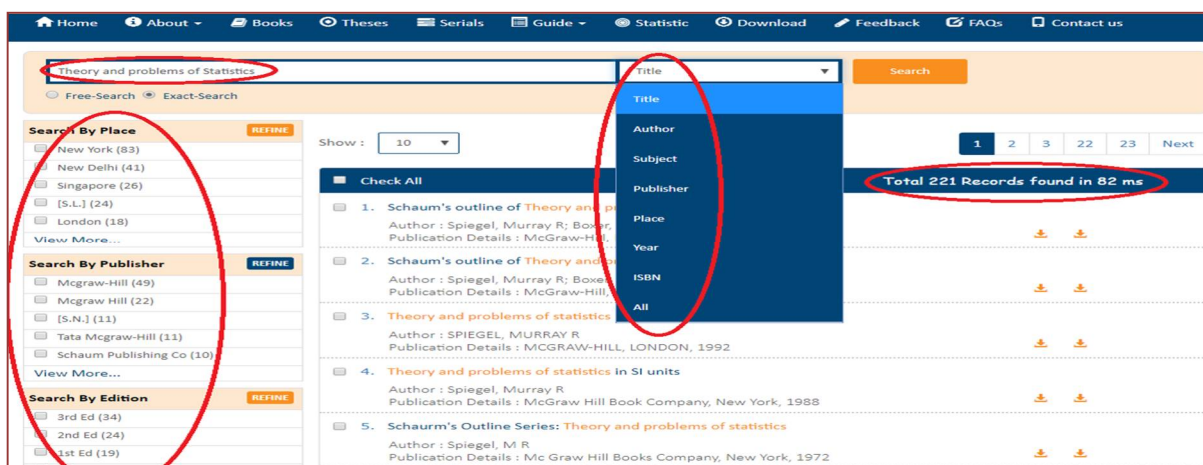 Home About Books Theses Serials Guide Statistic Download Feedback FAQs Contact us
Theory and problems of Statistics Title Search
Free-Search Exact-Search
Title
Author
Subject
Publisher
Place
Year
ISBN
All
Search By Place REFINE
New York (83)
New Delhi (41)
Singapore (26)
[S.L.] (24)
London (18)
View More...
Search By Publisher REFINE
Mcgraw-Hill (49)
Mcgraw Hill (22)
[S.N.] (11)
Tata Mcgraw-Hill (11)
Schaum Publishing Co (10)
View More...
Search By Edition REFINE
3rd Ed (34)
2nd Ed (24)
1st Ed (19)
Show : 10 1 2 3 22 23 Next
Check All Total 221 Records found in 82 ms
1. Schaum's outline of Theory and
Author : Spiegel, Murray R; Boxer,
Publication Details : McGraw-Hill,
2. Schaum's outline of Theory and
Author : Spiegel, Murray R; Boxer
Publication Details : McGraw-Hill,
3. Theory and problems of statistics
Author : SPIEGEL, MURRAY R
Publication Details : MCGRAW-HILL, LONDON, 1992
4. Theory and problems of statistics in SI units
Author : Spiegel, Murray R
Publication Details : McGraw Hill Book Company, New York, 1988
5. Schaurm's Outline Series: Theory and problems of statistics
Author : Spiegel, M R
Publication Details : Mc Graw Hill Books Company, New York, 1972